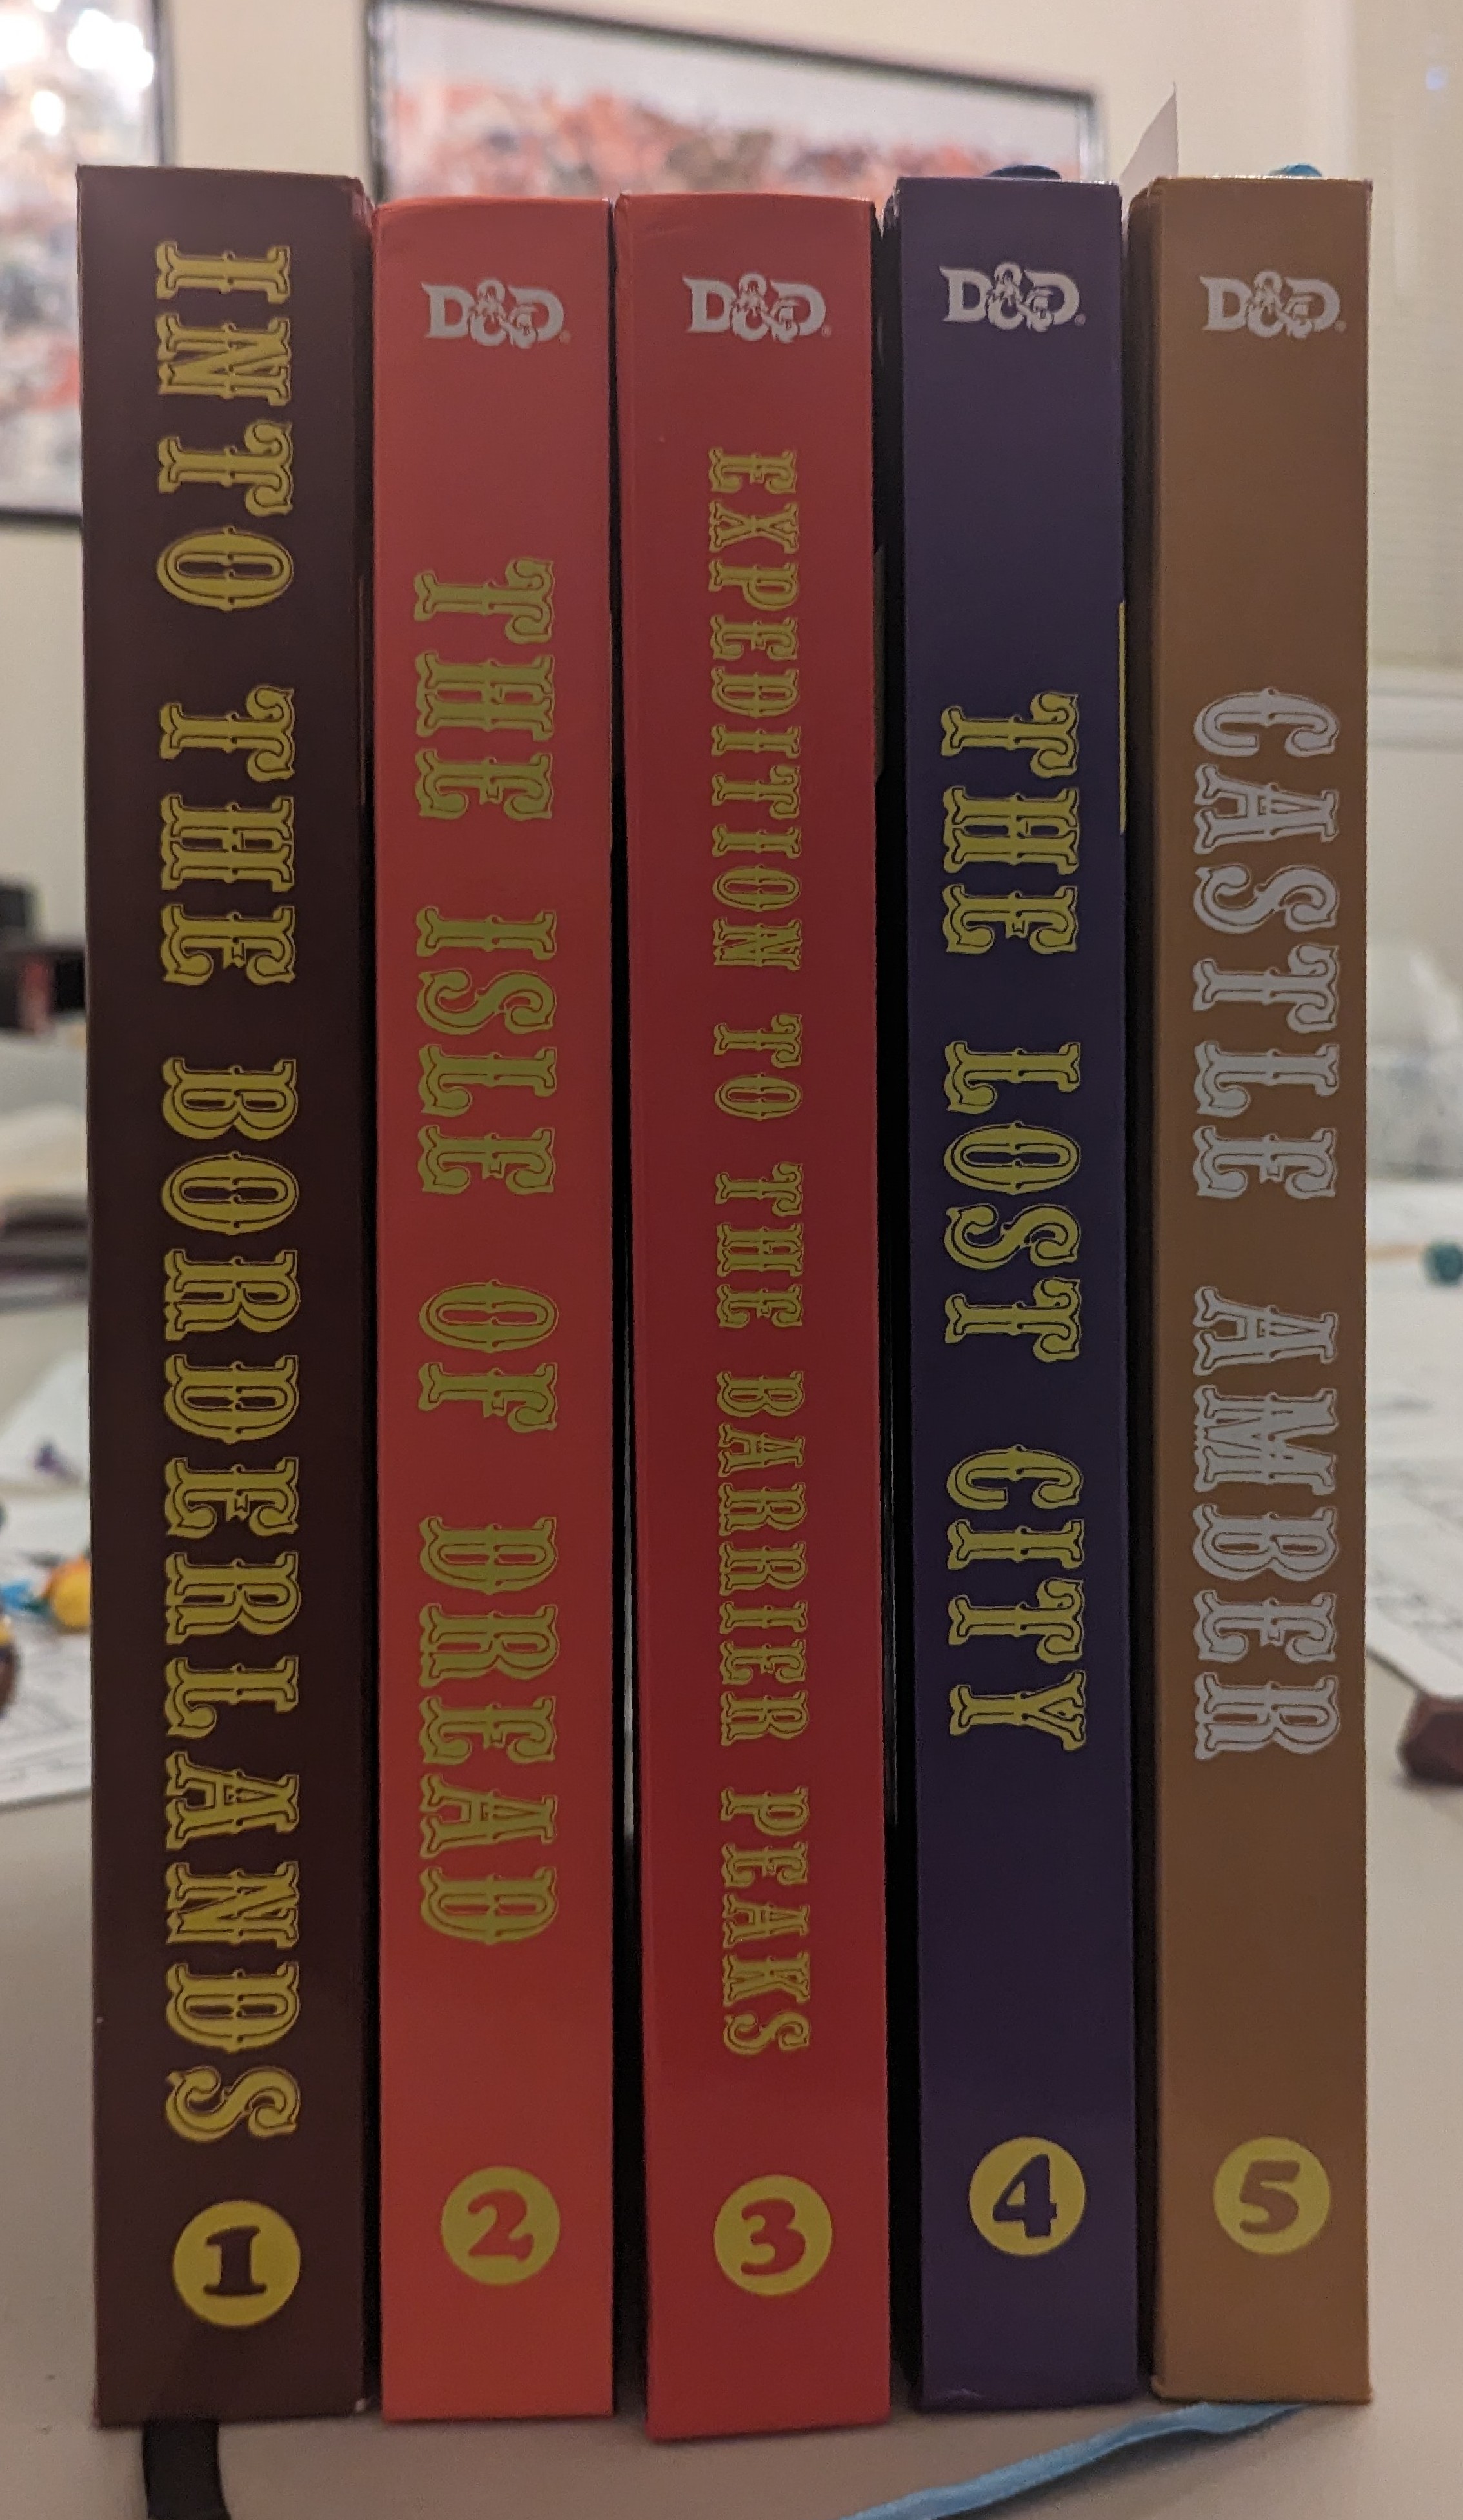 INTO THE BORDERLANDS
1
D&D®
THE ISLE OF DREAD
2
D&D®
EXPEDITION TO THE BARRIER PEAKS
3
D&D®
THE LOST CITY
4
D&D®
CASTLE AMBER
5